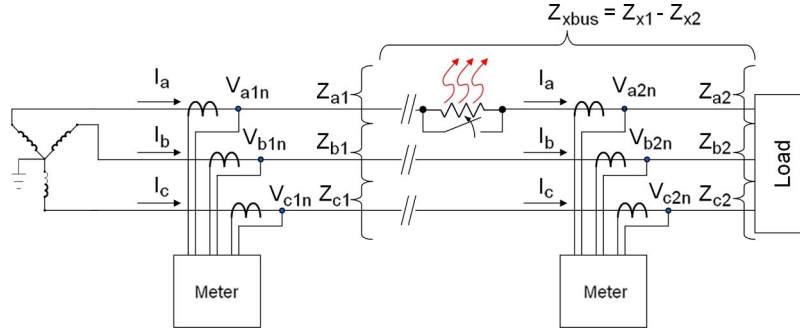 Zxbus = Zx1 - Zx2
Ia Va1n Za1 Ia Va2n Za2
Ib Vb1n Zb1 Ib Vb2n Zb2
Ic Vc1n Zc1 Ic Vc2n Zc2
Load
Meter Meter